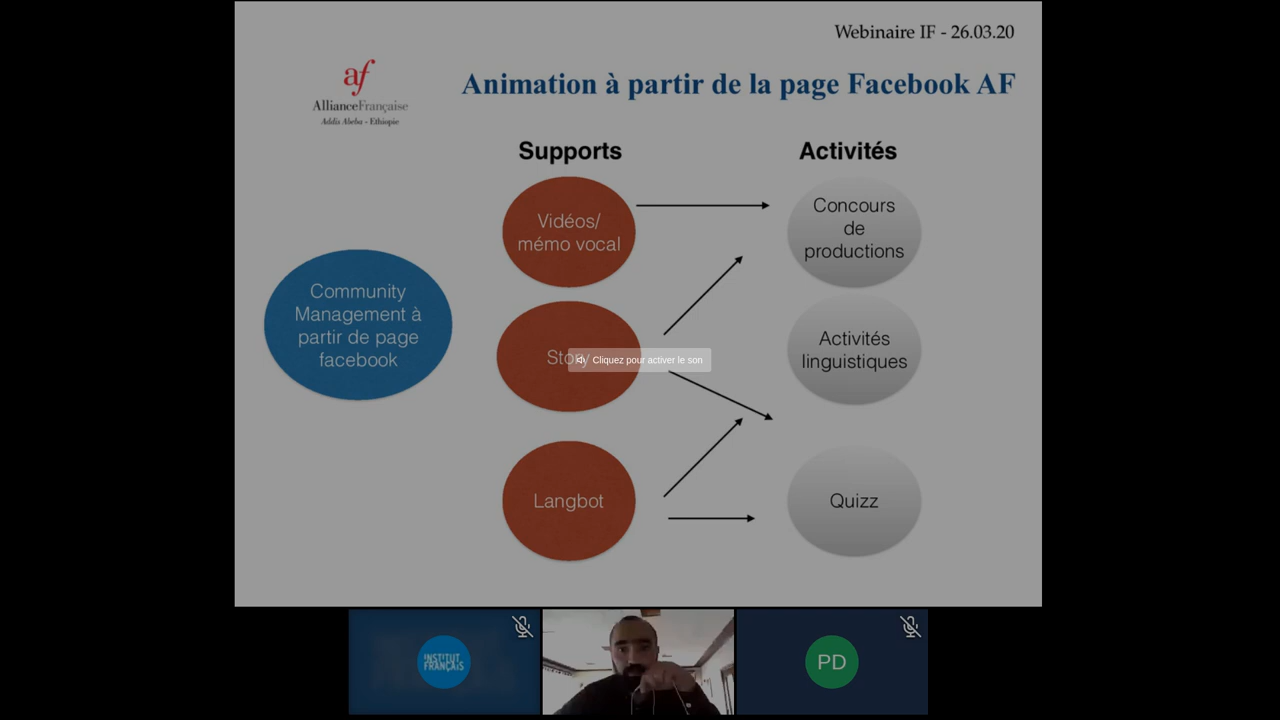 Webinaire IF - 26.03.20
af
AllianceFrançaise
Addis Abeba - Ethiopie
Animation à partir de la page Facebook AF
Supports
Activités
Vidéos/
mémo vocal
Concours
de
productions
Community
Management à
partir de page
facebook
Story
Cliquez pour activer le son
Activités
linguistiques
Langbot
Quizz
INSTITUT
FRANÇAIS
PD